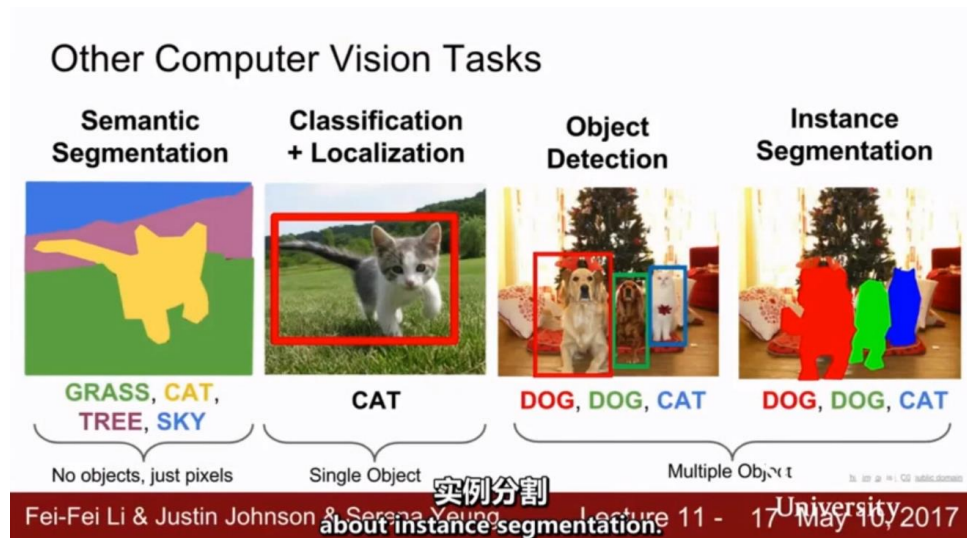 Other Computer Vision Tasks
Semantic
Segmentation
Classification
+ Localization
Object
Detection
Instance
Segmentation
GRASS, CAT,
TREE, SKY
CAT
DOG, DOG, CAT
DOG, DOG, CAT
No objects, just pixels
Single Object
Multiple Object
实例分割
Fei-Fei Li & Justin Johnson & Serena Yeung
Lecture 11 -
17
May 10, 2017
University
about instance segmentation.